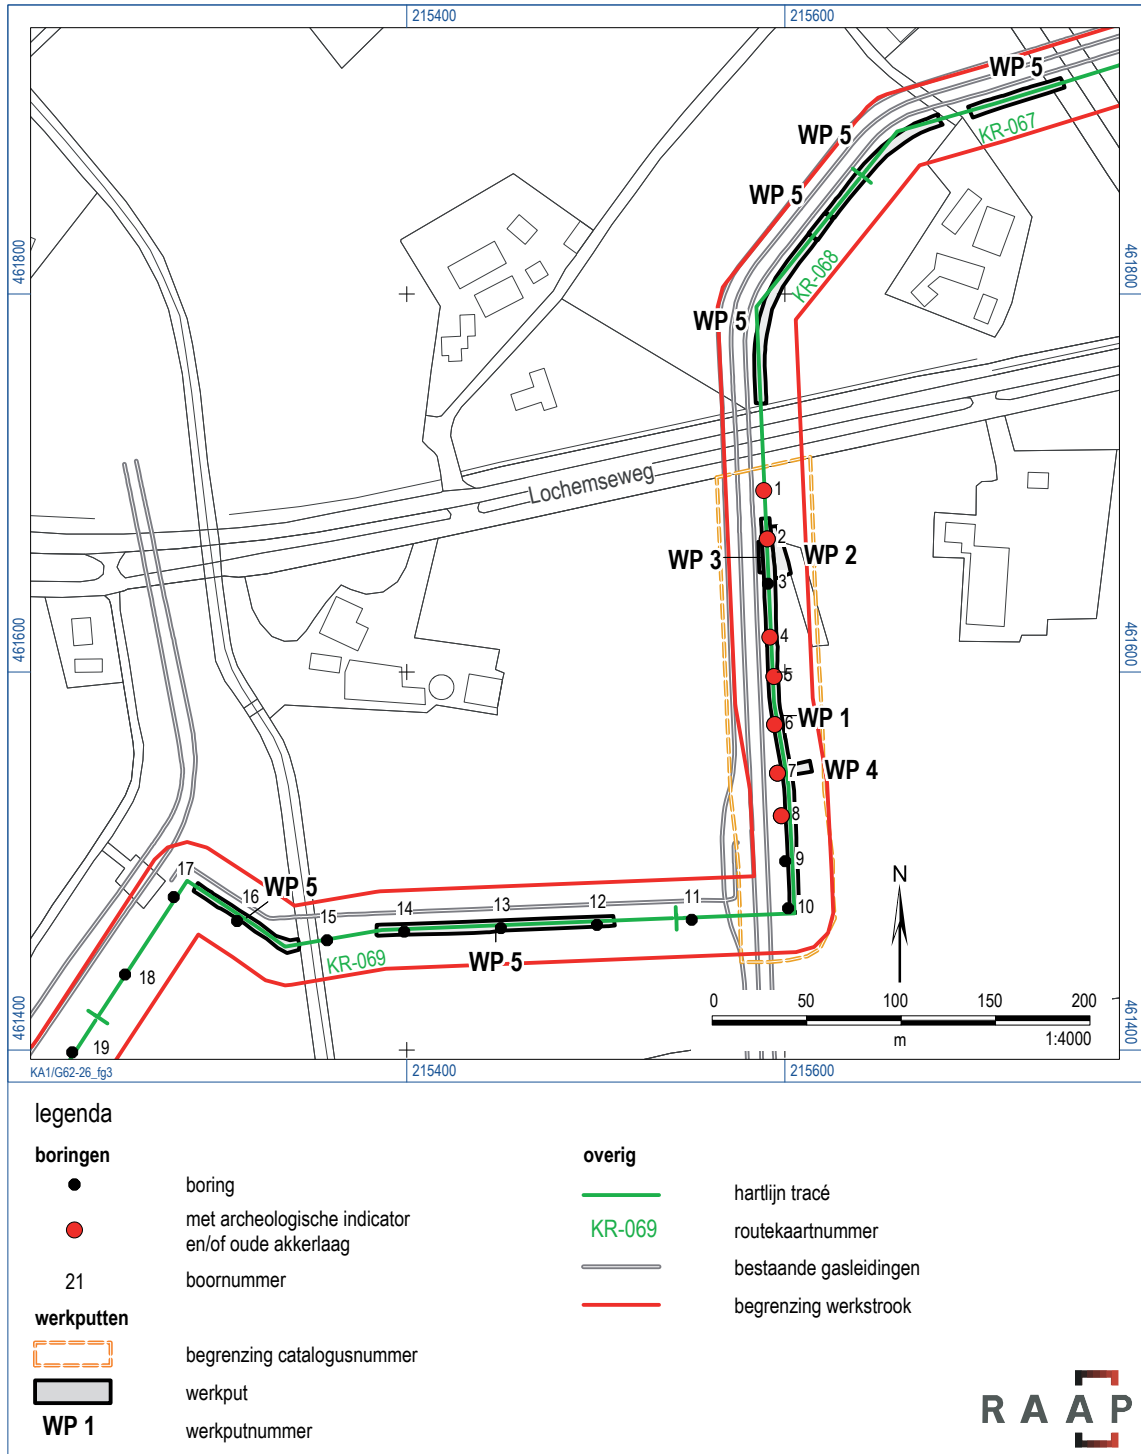 215400
215600
WP 5
WP 5
KR-067
WP 5
461800
461800
KR-068
WP 5
Lochemseweg
1
2
WP 3
WP 2
3
4
461600
461600
5
6
WP 1
7
WP 4
8
9
17
WP 5
16
15
14
13
12
11
10
N
KR-069
WP 5
18
0 50 100 150 200
461400
461400
19
m
1:4000
KA1/G62-26_fg3
215400
215600
legenda
boringen
boring
met archeologische indicator
en/of oude akkerlaag
21
boornummer
werkputten
begrenzing catalogusnummer
werkput
WP 1
werkputnummer
overig
hartlijn tracé
KR-069
routekaartnummer
bestaande gasleidingen
begrenzing werkstrook
RAAP